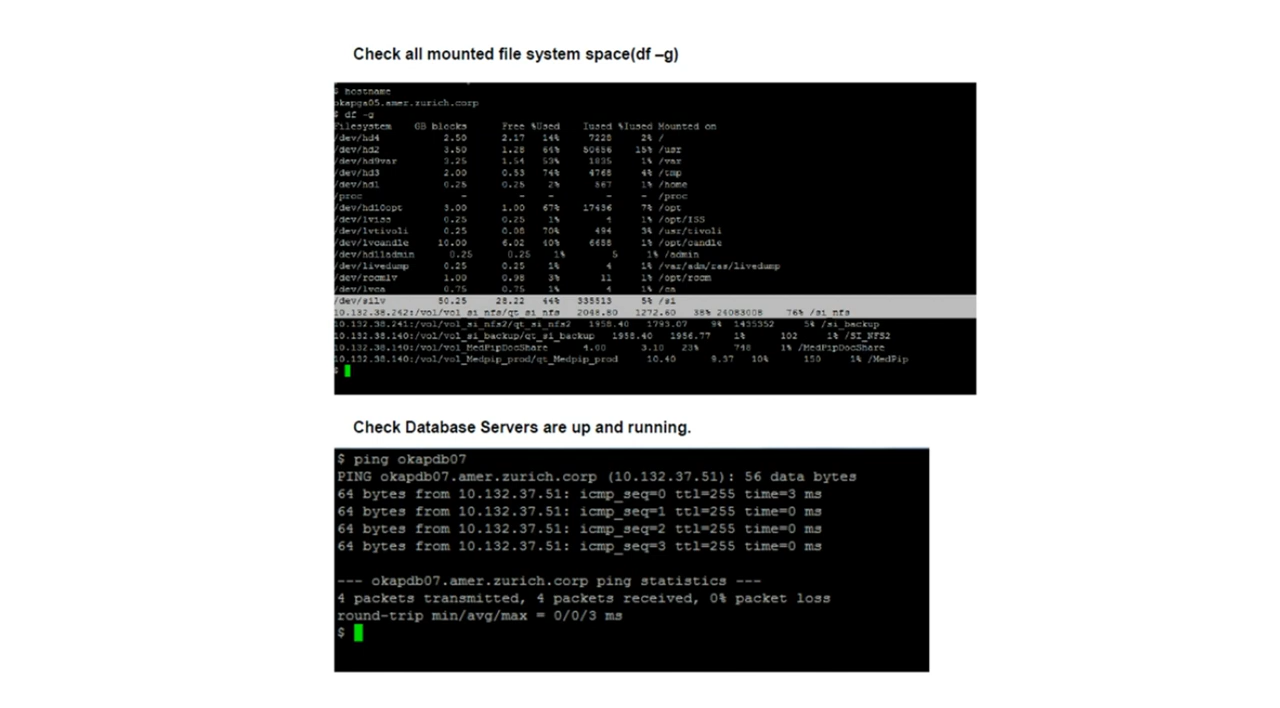 Check all mounted file system space(df –g)
$ hostname
okapga05.amer.zurich.corp
$ df -g
Filesystem GB blocks Free %Used Iused %Iused Mounted on
/dev/hd4 2.50 2.17 14% 7228 2% /
/dev/hd2 3.50 1.28 64% 50656 15% /usr
/dev/hd9var 3.25 1.54 53% 1835 1% /var
/dev/hd3 2.00 0.53 74% 4768 4% /tmp
/dev/hd1 0.25 0.25 2% 567 1% /home
/proc - - - - - /proc
/dev/hd10opt 3.00 1.00 67% 17436 7% /opt
/dev/lviss 0.25 0.25 1% 4 1% /opt/ISS
/dev/lvtivoli 0.25 0.08 70% 494 3% /usr/tivoli
/dev/lvcandle 10.00 6.02 40% 6688 1% /opt/candle
/dev/hd11admin 0.25 0.25 1% 5 1% /admin
/dev/livedump 0.25 0.25 1% 4 1% /var/adm/ras/livedump
/dev/rocmlv 1.00 0.98 3% 11 1% /opt/rocm
/dev/lvca 0.75 0.75 1% 4 1% /ca
/dev/silv 50.25 28.22 44% 335513 5% /si
10.132.38.242:/vol/vol_si_nfs/qt_si_nfs 2048.80 1272.60 38% 24083008 76% /si_nfs
10.132.38.241:/vol/vol_si_nfs2/qt_si_nfs2 1958.40 1793.07 9% 1435352 5% /si_backup
10.132.38.140:/vol/vol_si_backup/qt_si_backup 1958.40 1956.77 1% 102 1% /SI_NFS2
10.132.38.140:/vol/vol_MedPipDocShare 4.00 3.10 23% 748 1% /MedPipDocShare
10.132.38.140:/vol/vol_Medpip_prod/qt_Medpip_prod 10.40 9.37 10% 150 1% /MedPip
$
Check Database Servers are up and running.
$ ping okapdb07
PING okapdb07.amer.zurich.corp (10.132.37.51): 56 data bytes
64 bytes from 10.132.37.51: icmp_seq=0 ttl=255 time=3 ms
64 bytes from 10.132.37.51: icmp_seq=1 ttl=255 time=0 ms
64 bytes from 10.132.37.51: icmp_seq=2 ttl=255 time=0 ms
64 bytes from 10.132.37.51: icmp_seq=3 ttl=255 time=0 ms
--- okapdb07.amer.zurich.corp ping statistics ---
4 packets transmitted, 4 packets received, 0% packet loss
round-trip min/avg/max = 0/0/3 ms
$